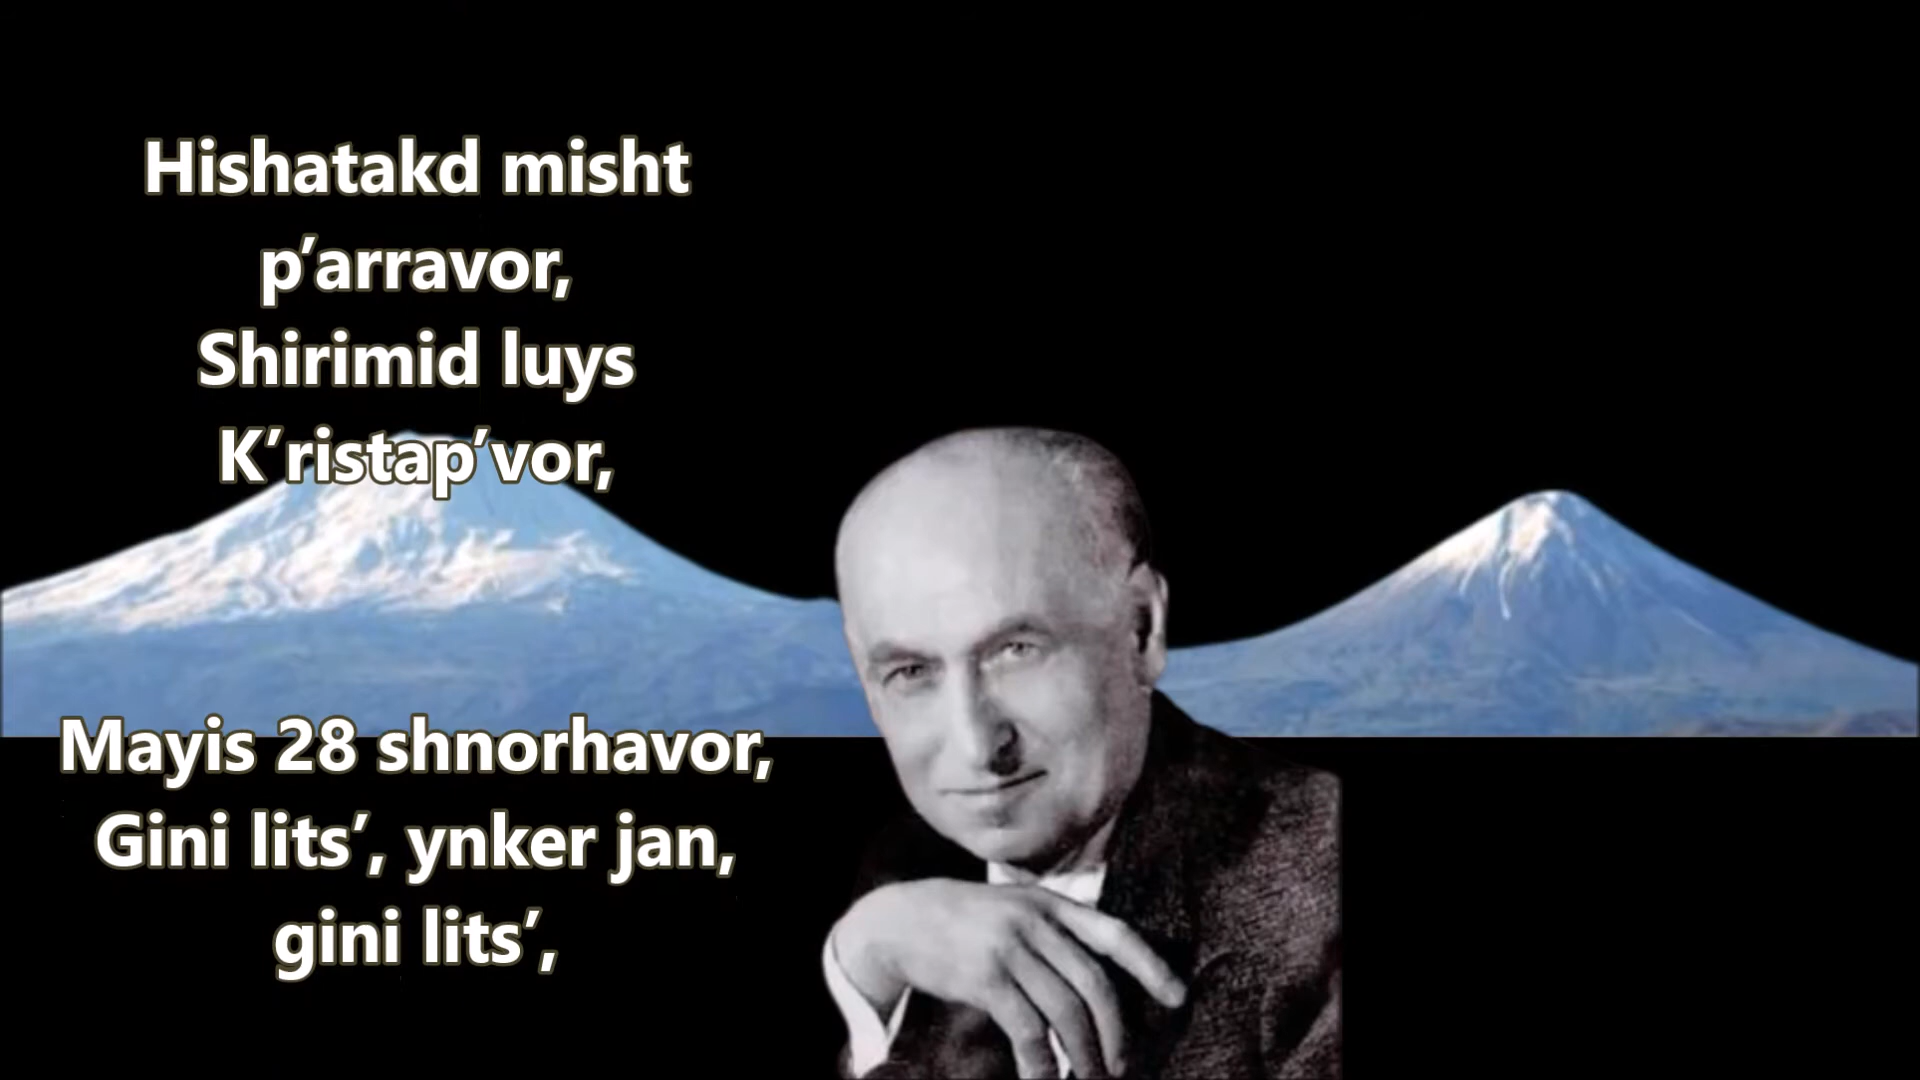 Hishatakd misht
p’arravor,
Shirimid luys
K’ristap’vor,
Mayis 28 shnorhavor,
Gini lits’, ynker jan,
gini lits’,